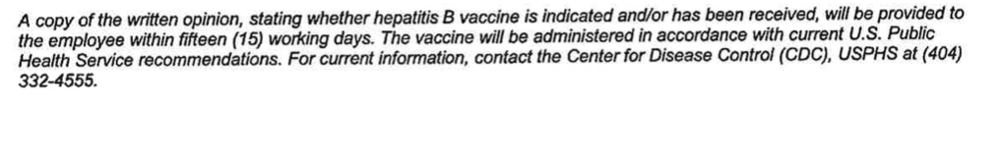 A copy of the written opinion, stating whether hepatitis B vaccine is indicated and/or has been received, will be provided to
the employee within fifteen (15) working days. The vaccine will be administered in accordance with current U.S. Public
Health Service recommendations. For current information, contact the Center for Disease Control (CDC), USPHS at (404)
332-4555.